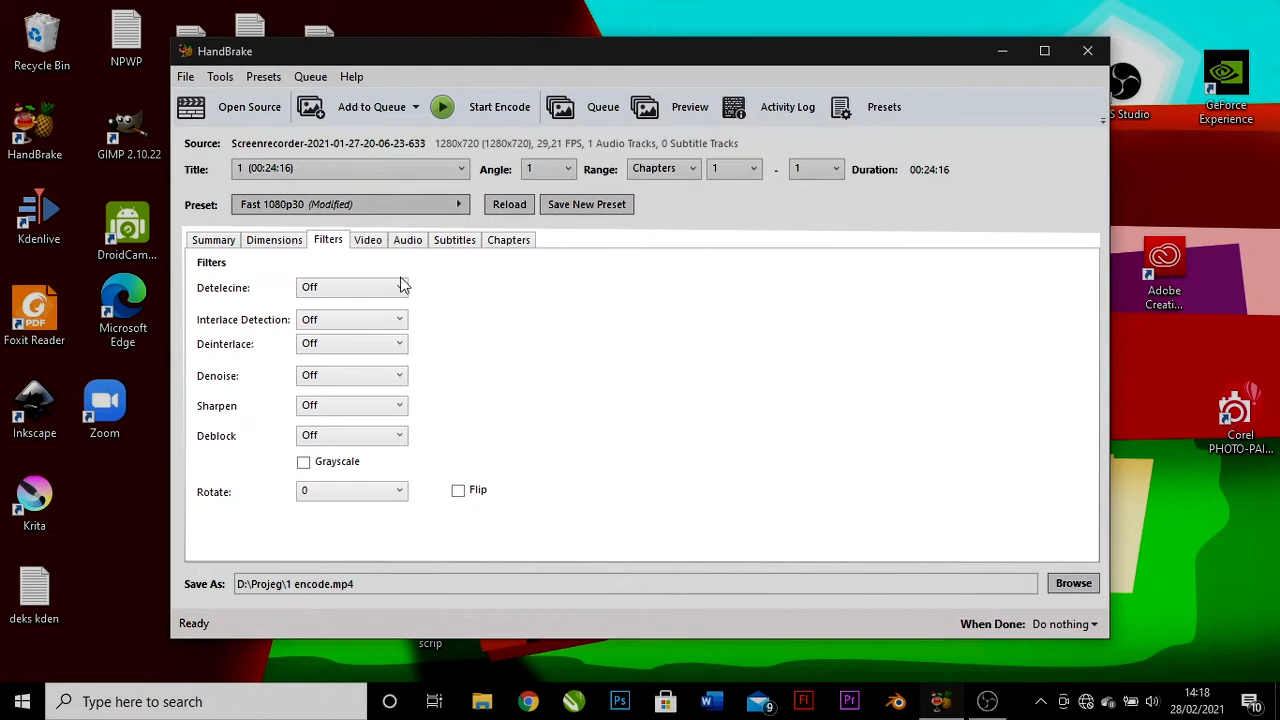 Recycle Bin
NPWP
HandBrake
GIMP 2.10.22
Kdenlive
DroidCam...
Foxit Reader
Microsoft
Edge
Inkscape
Zoom
Krita
deks kden
HandBrake
File Tools Presets Queue Help
Open Source Add to Queue Start Encode Queue Preview Activity Log Presets
Source: Screenrecorder-2021-01-27-20-06-23-633 1280x720 (1280x720), 29,21 FPS, 1 Audio Tracks, 0 Subtitle Tracks
Title: 1 (00:24:16) Angle: 1 Range: Chapters 1 - 1 Duration: 00:24:16
Preset: Fast 1080p30 (Modified) Reload Save New Preset
Summary Dimensions Filters Video Audio Subtitles Chapters
Filters
Detelecine: Off
Interlace Detection: Off
Deinterlace: Off
Denoise: Off
Sharpen Off
Deblock Off
Grayscale
Rotate: 0 Flip
Save As: D:\Projeg\1 encode.mp4 Browse
Ready When Done: Do nothing
scrip
S Studio
GeForce
Experience
Adobe
Creati...
Corel
PHOTO-PAI...
Type here to search
Ps
Fl
Pr
9
14:18
28/02/2021
10